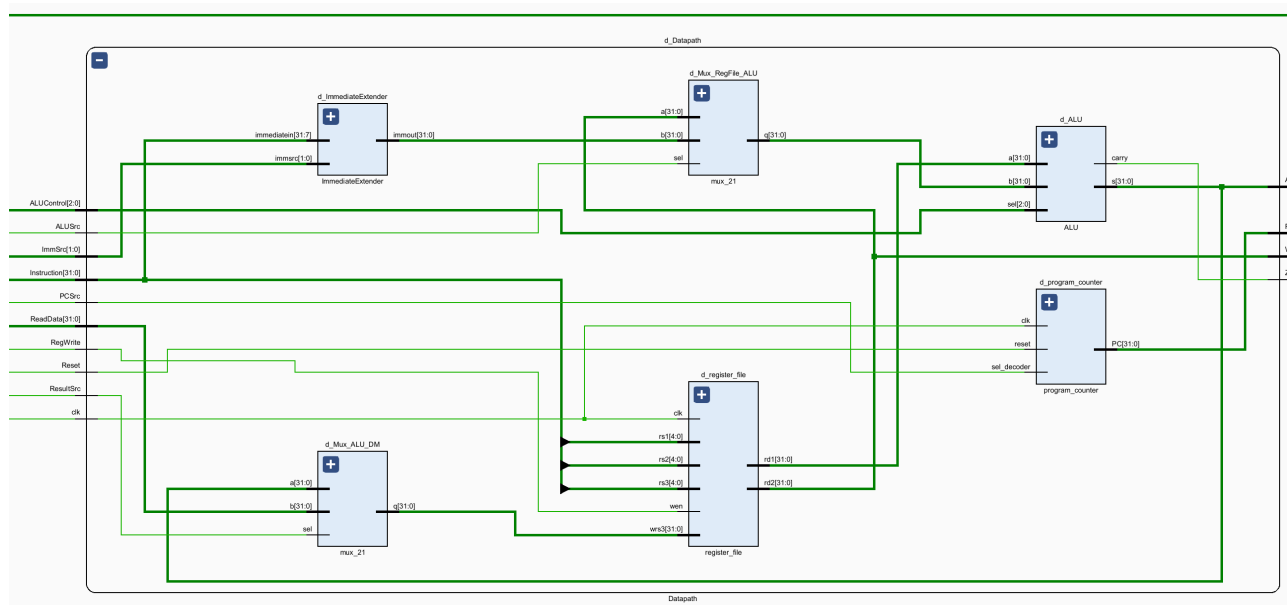 d_Datapath
d_ImmediateExtender
immediatein[31:7]
immsrc[1:0]
immout[31:0]
ImmediateExtender
d_Mux_RegFile_ALU
a[31:0]
b[31:0]
sel
q[31:0]
mux_21
d_ALU
a[31:0]
b[31:0]
sel[2:0]
carry
s[31:0]
ALU
ALUControl[2:0]
ALUSrc
ImmSrc[1:0]
Instruction[31:0]
PCSrc
ReadData[31:0]
RegWrite
Reset
ResultSrc
clk
d_program_counter
clk
reset
sel_decoder
PC[31:0]
program_counter
d_register_file
clk
rs1[4:0]
rs2[4:0]
rs3[4:0]
wen
wrs3[31:0]
rd1[31:0]
rd2[31:0]
register_file
d_Mux_ALU_DM
a[31:0]
b[31:0]
sel
q[31:0]
mux_21
Datapath